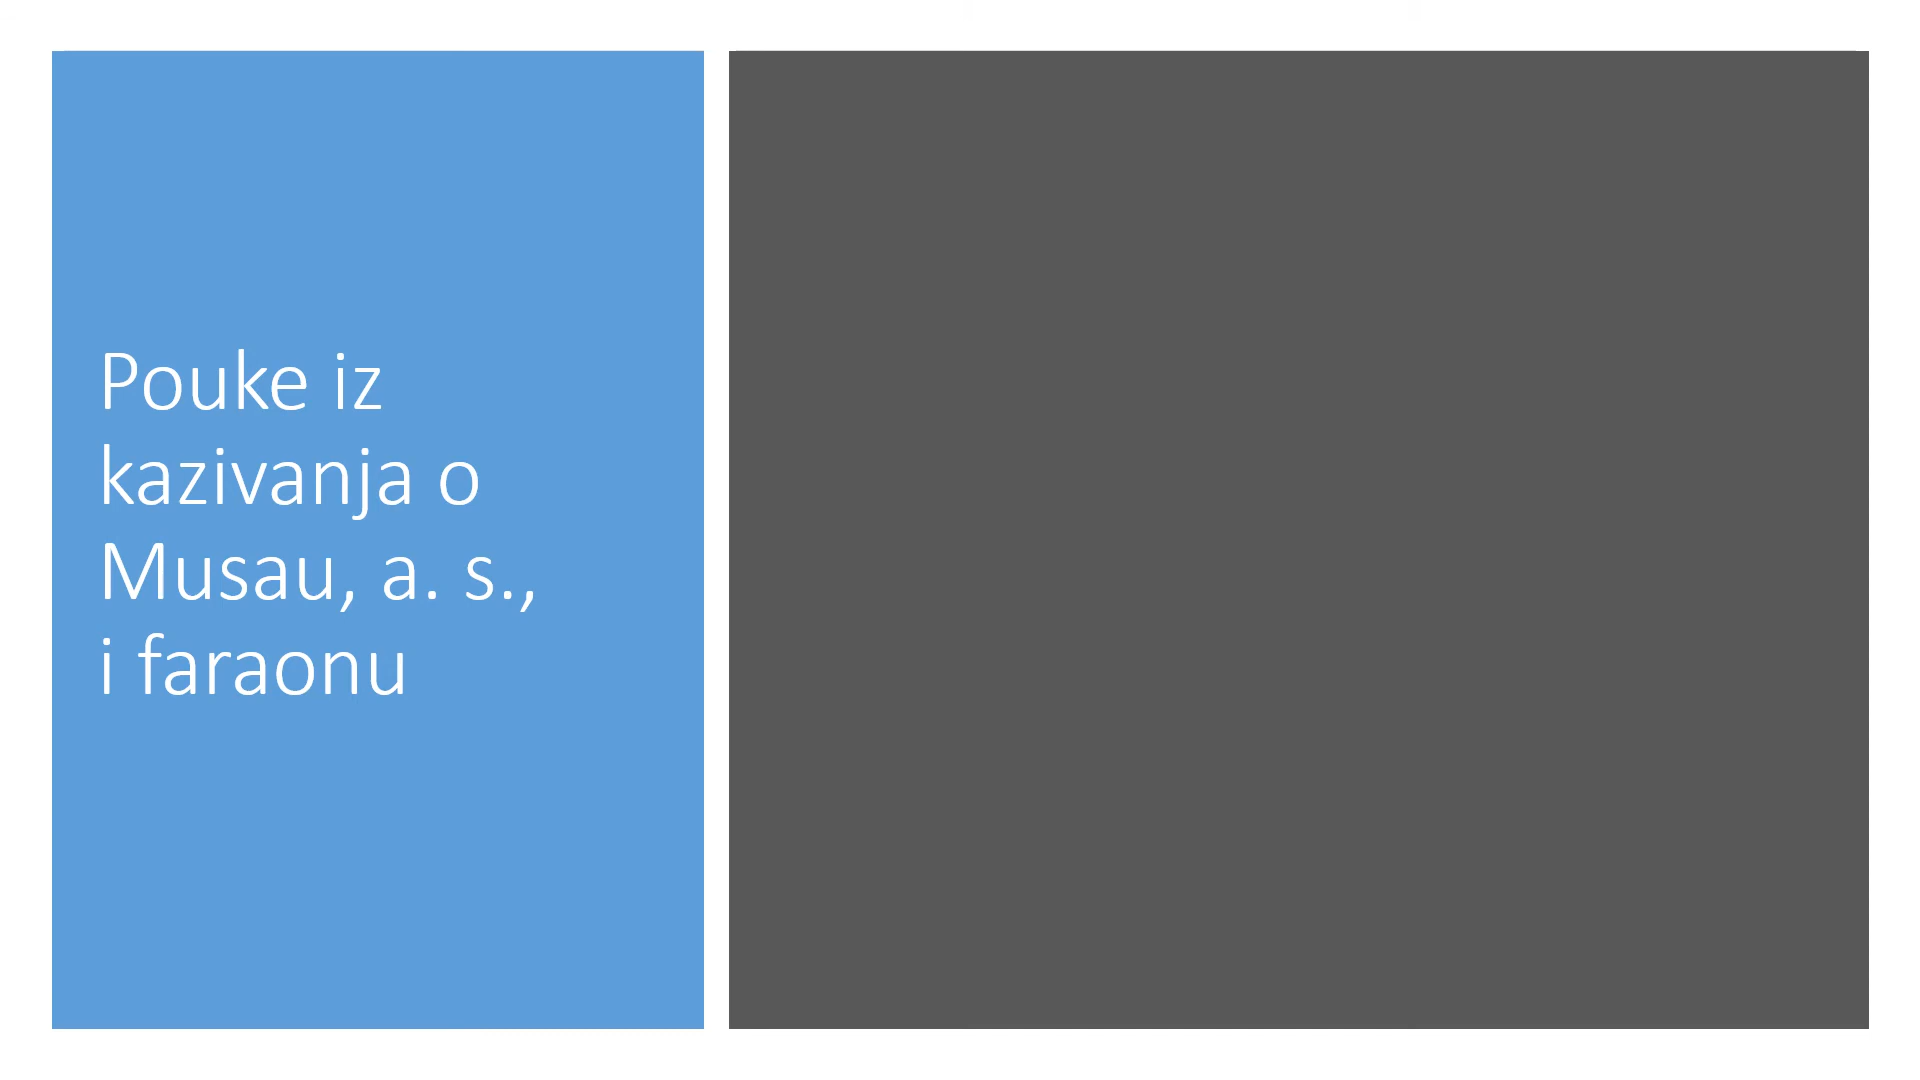 Pouke iz
kazivanja o
Musau, a. s.,
i faraonu